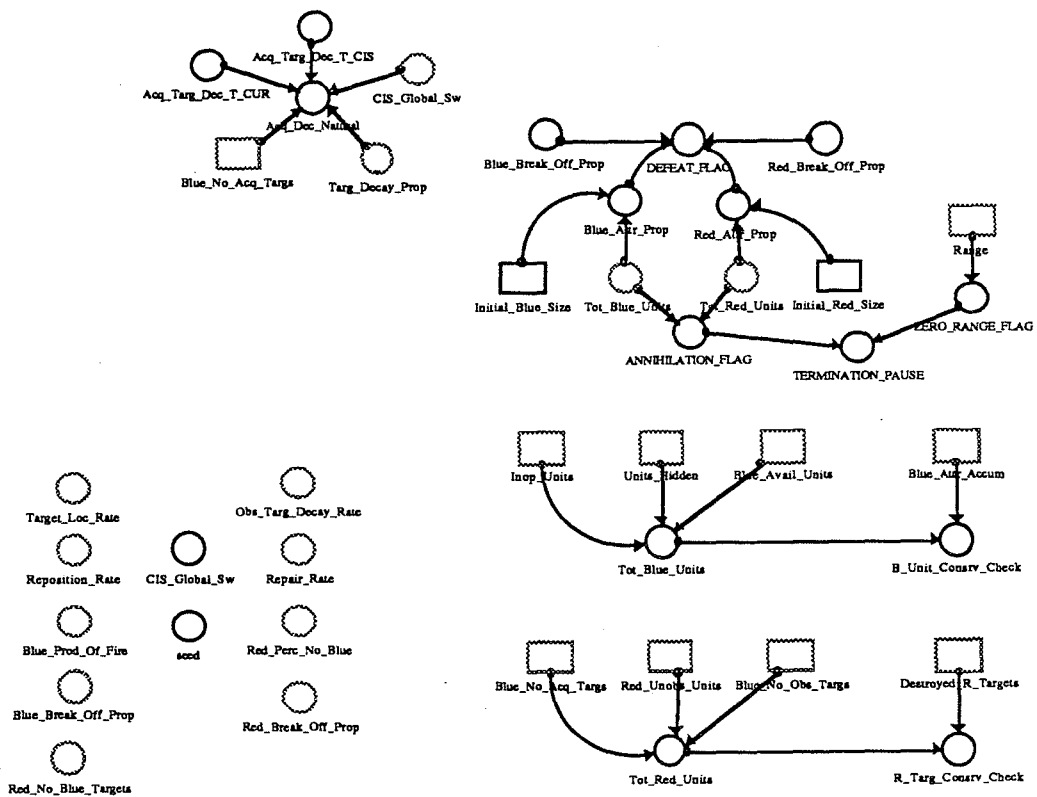 Acq_Targ_Dec_T_CIS
Acq_Targ_Dec_T_CUR
CIS_Global_Sw
Acq_Dec_Natural
Blue_No_Acq_Targs
Targ_Decay_Prop
Blue_Break_Off_Prop
DEFEAT_FLAG
Red_Break_Off_Prop
Blue_Attr_Prop
Red_Attr_Prop
Range
Initial_Blue_Size
Tot_Blue_Units
Tot_Red_Units
Initial_Red_Size
ZERO_RANGE_FLAG
ANNIHILATION_FLAG
TERMINATION_PAUSE
Inop_Units
Units_Hidden
Blue_Avail_Units
Blue_Attr_Accum
Tot_Blue_Units
B_Unit_Consrv_Check
Target_Loc_Rate
Obs_Targ_Decay_Rate
Reposition_Rate
CIS_Global_Sw
Repair_Rate
Blue_Prod_Of_Fire
seed
Red_Perc_No_Blue
Blue_Break_Off_Prop
Red_Break_Off_Prop
Red_No_Blue_Targets
Blue_No_Acq_Targs
Red_Unobs_Units
Blue_No_Obs_Targs
Destroyed_R_Targets
Tot_Red_Units
R_Targ_Consrv_Check